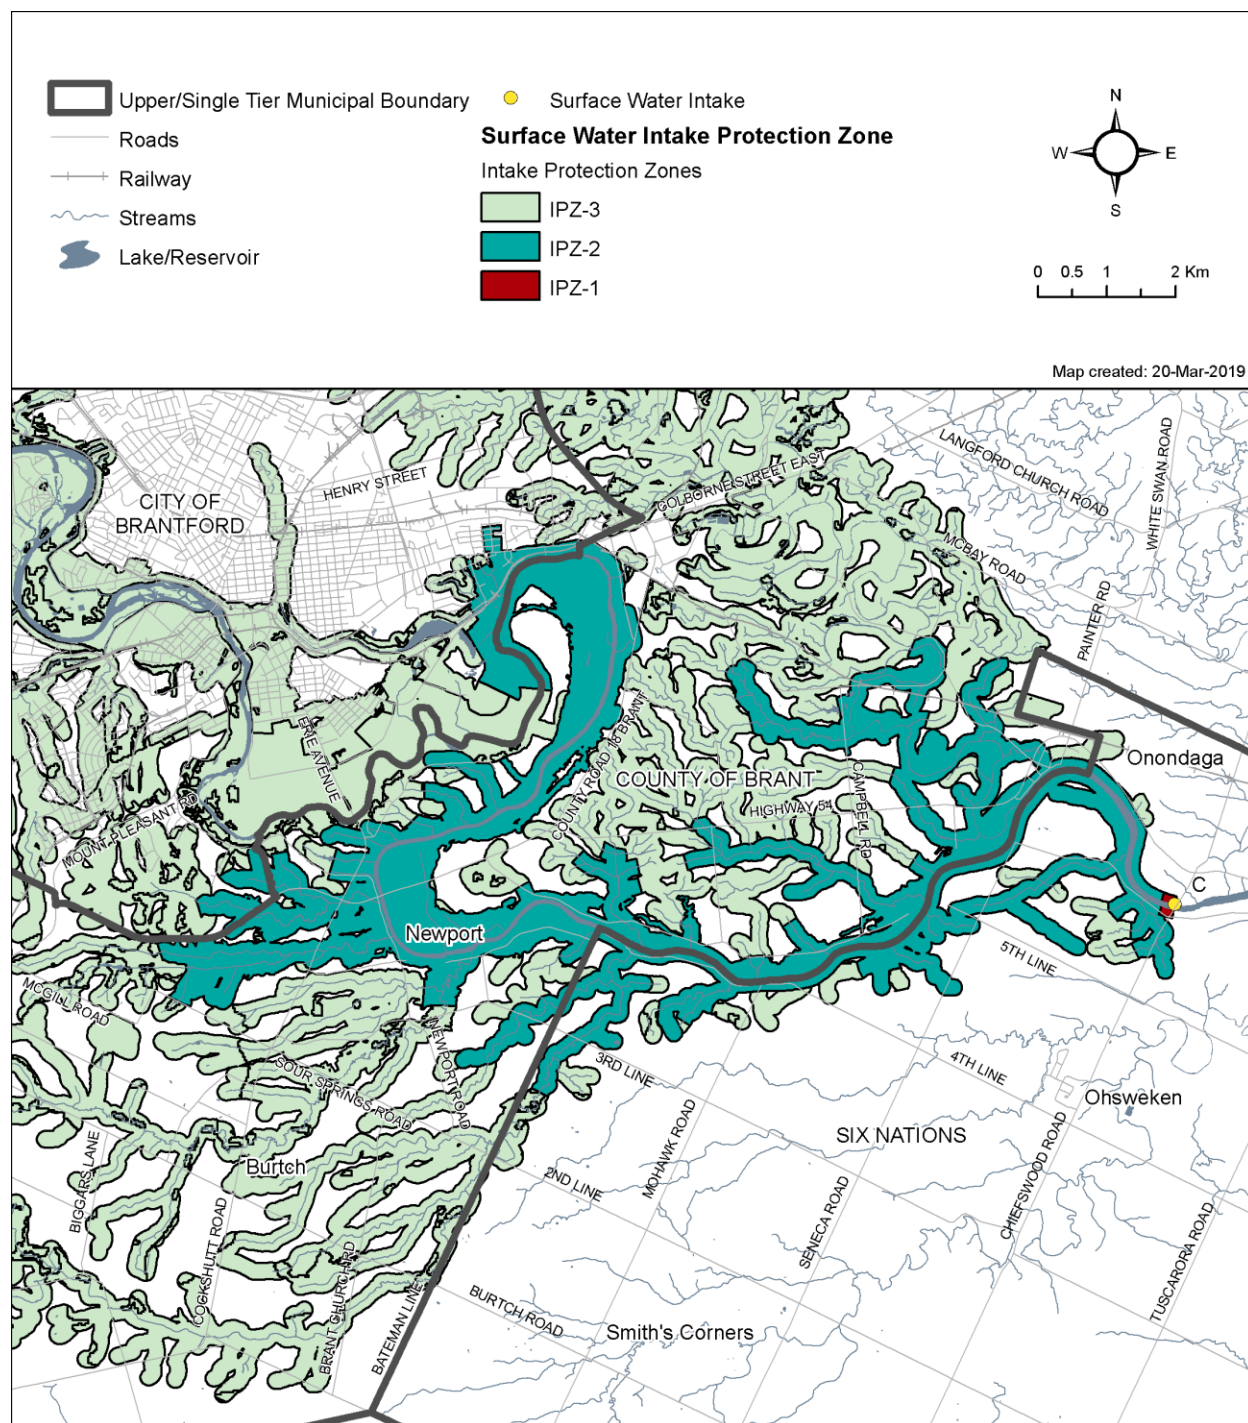 Upper/Single Tier Municipal Boundary
Roads
Railway
Streams
Lake/Reservoir
Surface Water Intake
Surface Water Intake Protection Zone
Intake Protection Zones
IPZ-3
IPZ-2
IPZ-1
N
W E
S
0 0.5 1 2 Km
Map created: 20-Mar-2019
CITY OF
BRANTFORD
HENRY STREET
COLBORNE STREET EAST
LANGFORD CHURCH ROAD
WHITE SWAN ROAD
MCBAY ROAD
PAINTER RD
ERIE AVENUE
COUNTY ROAD 18 BRANT
COUNTY OF BRANT
Onondaga
MOUNT PLEASANT RD
HIGHWAY 54
CAMPBELL RD
C
Newport
5TH LINE
MCGILL ROAD
NEWPORT ROAD
SOUR SPRINGS ROAD
3RD LINE
4TH LINE
Ohsweken
SIX NATIONS
BIGGARS LANE
Burtch
2ND LINE
MOHAWK ROAD
CHIEFSWOOD ROAD
SENECA ROAD
COCKSHUTT ROAD
TUSCARORA ROAD
BRANT CHURCH RD
BATEMAN LINE
BURTCH ROAD
Smith's Corners